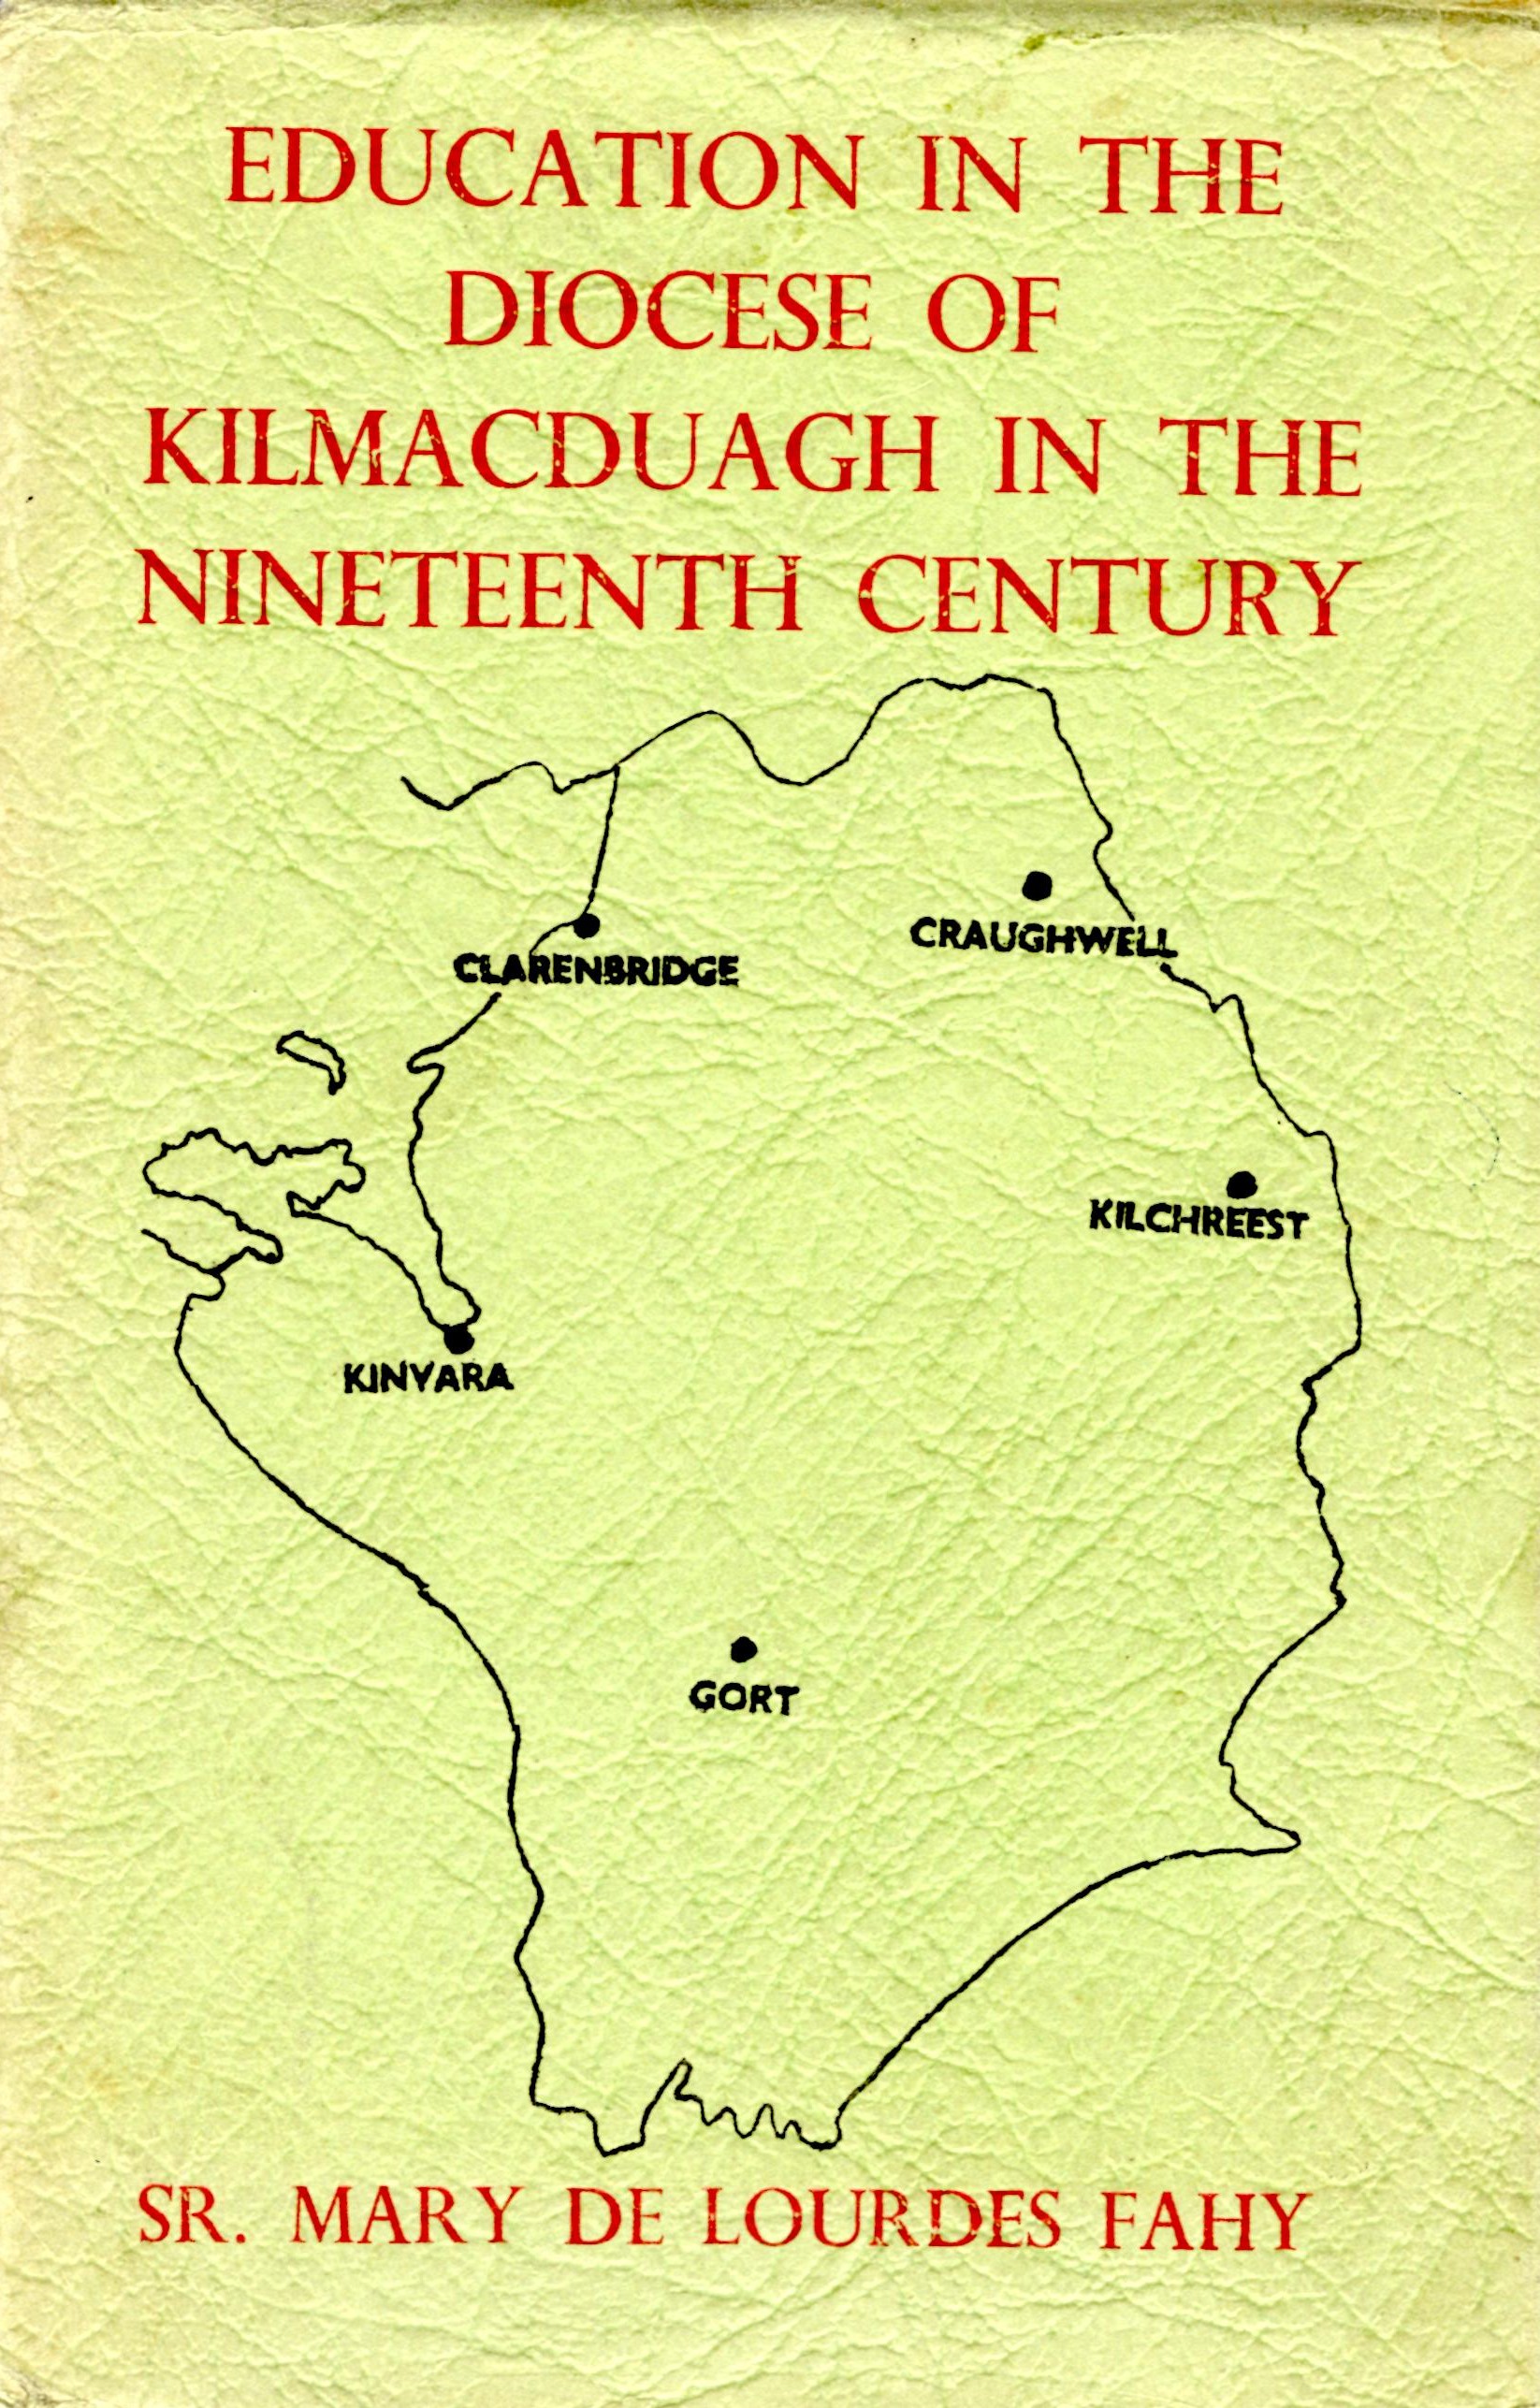 EDUCATION IN THE
DIOCESE OF
KILMACDUAGH IN THE
NINETEENTH CENTURY
CRAUGHWELL
CLARENBRIDGE
KILCHREEST
KINVARA
GORT
SR. MARY DE LOURDES FAHY